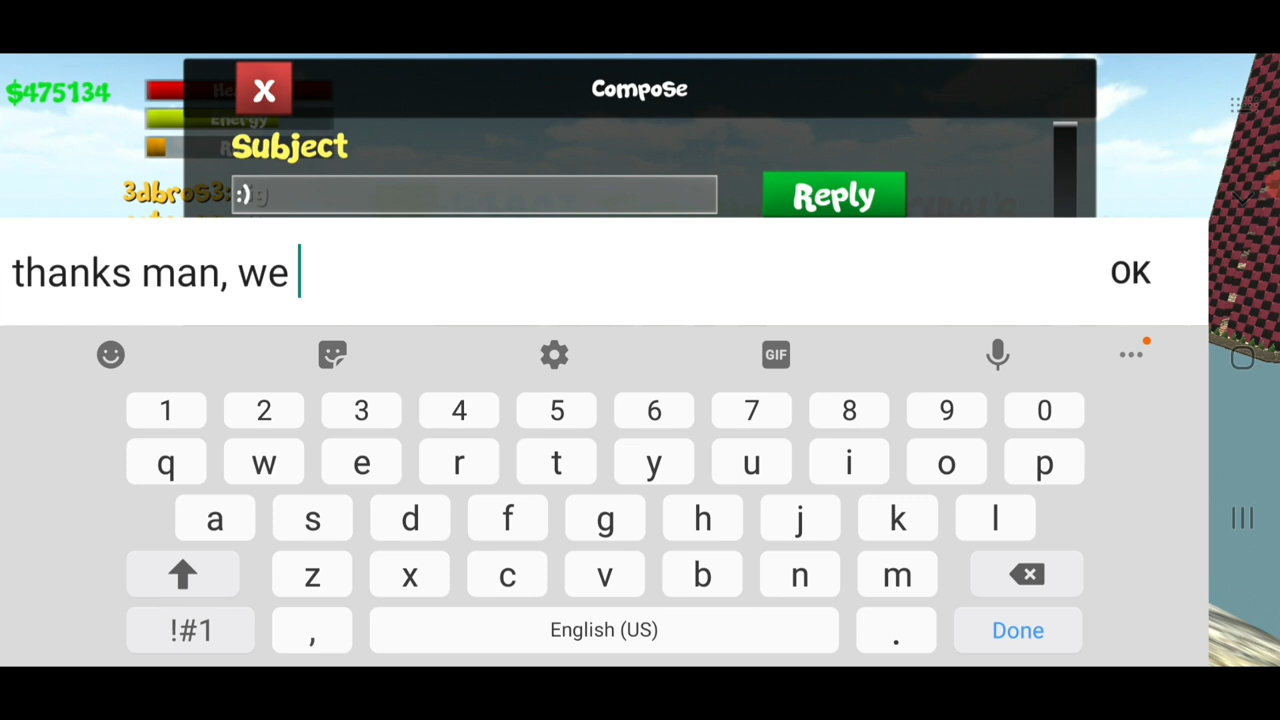 $475134
X
Compose
Energy
Subject
3dbros3:
:)
Reply
thanks man, we
OK
GIF
1 2 3 4 5 6 7 8 9 0
q w e r t y u i o p
a s d f g h j k l
z x c v b n m
!#1 , English (US) . Done